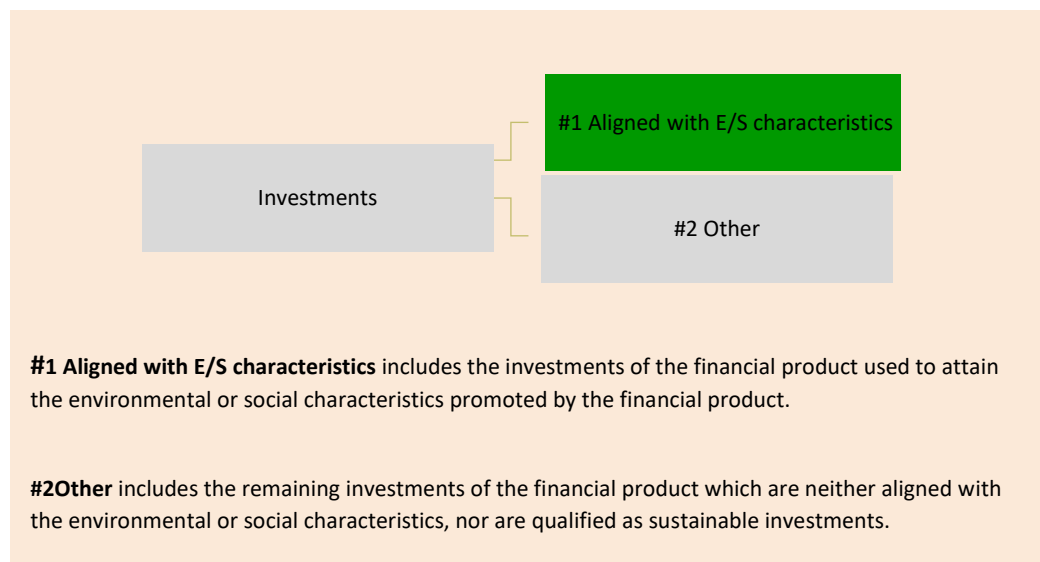 #1 Aligned with E/S characteristics
Investments
#2 Other
#1 Aligned with E/S characteristics includes the investments of the financial product used to attain
the environmental or social characteristics promoted by the financial product.
#2Other includes the remaining investments of the financial product which are neither aligned with
the environmental or social characteristics, nor are qualified as sustainable investments.